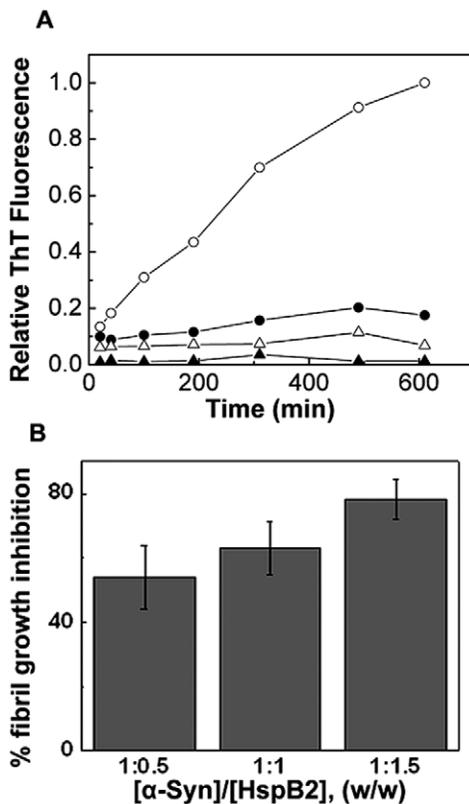 A
Relative ThT Fluorescence
1.0
0.8
0.6
0.4
0.2
0.0
0 200 400 600
Time (min)
B
% fibril growth inhibition
80
40
0
1:0.5 1:1 1:1.5
[α-Syn]/[HspB2], (w/w)